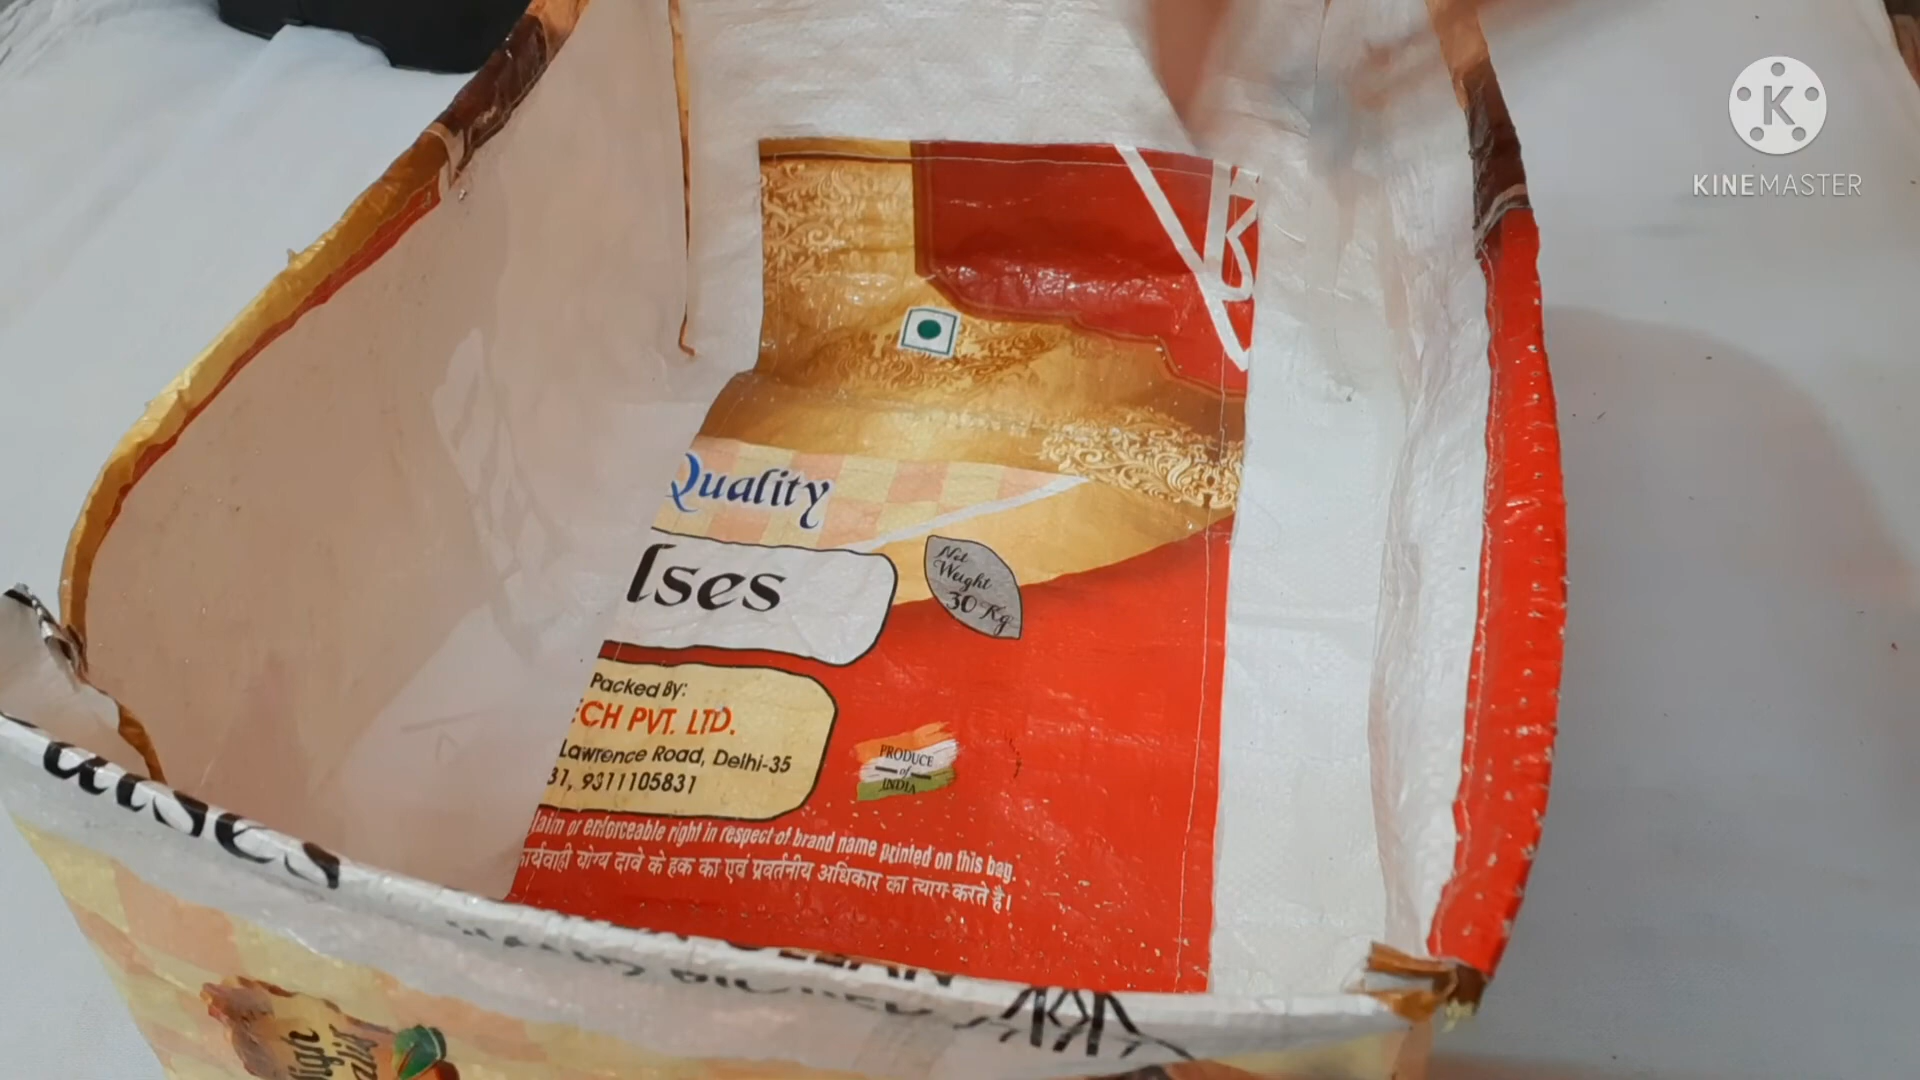 K
KINEMASTER
Quality
lses
Net
Weight
30 Kg
Packed By:
ECH PVT. LTD.
Lawrence Road, Delhi-35
31, 9311105831
PRODUCE
of
INDIA
laim or enforceable right in respect of brand name printed on this bag.
कार्यवाही योग्य दावे के हक का एवं प्रवर्तनीय अधिकार का त्याग करते है।
ulses
CLEAN